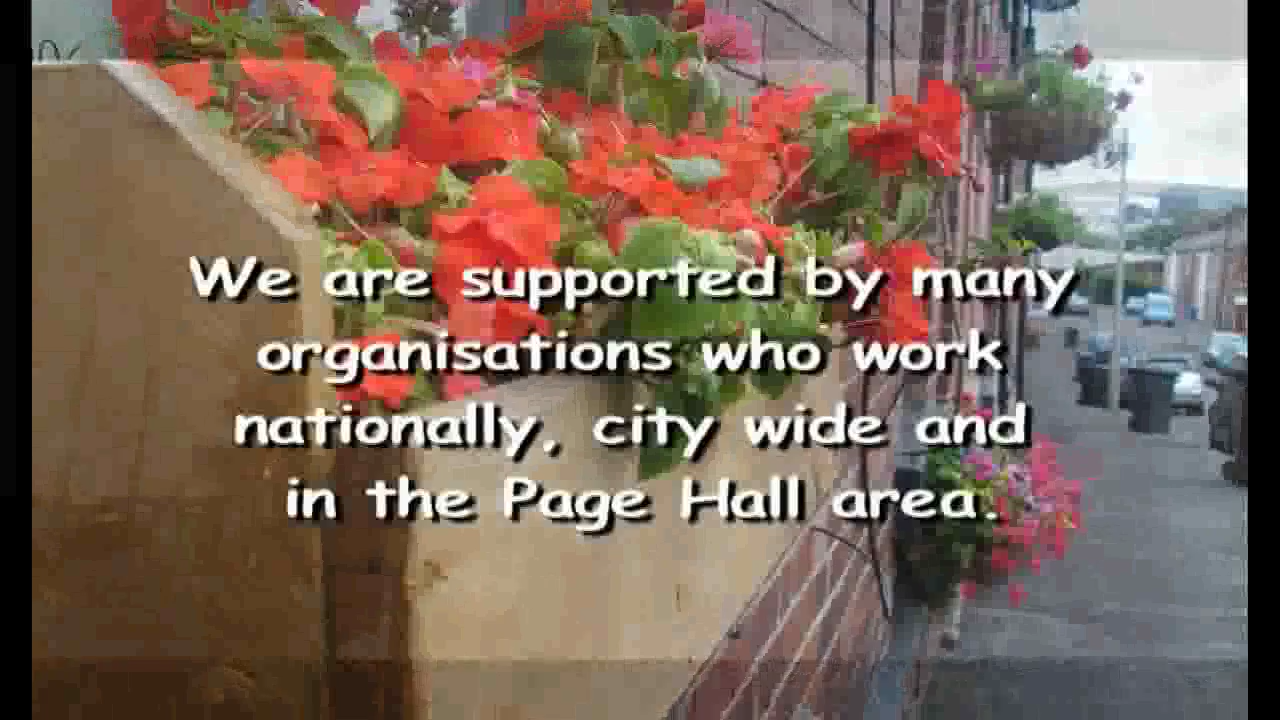 We are supported by many
organisations who work
nationally, city wide and
in the Page Hall area.